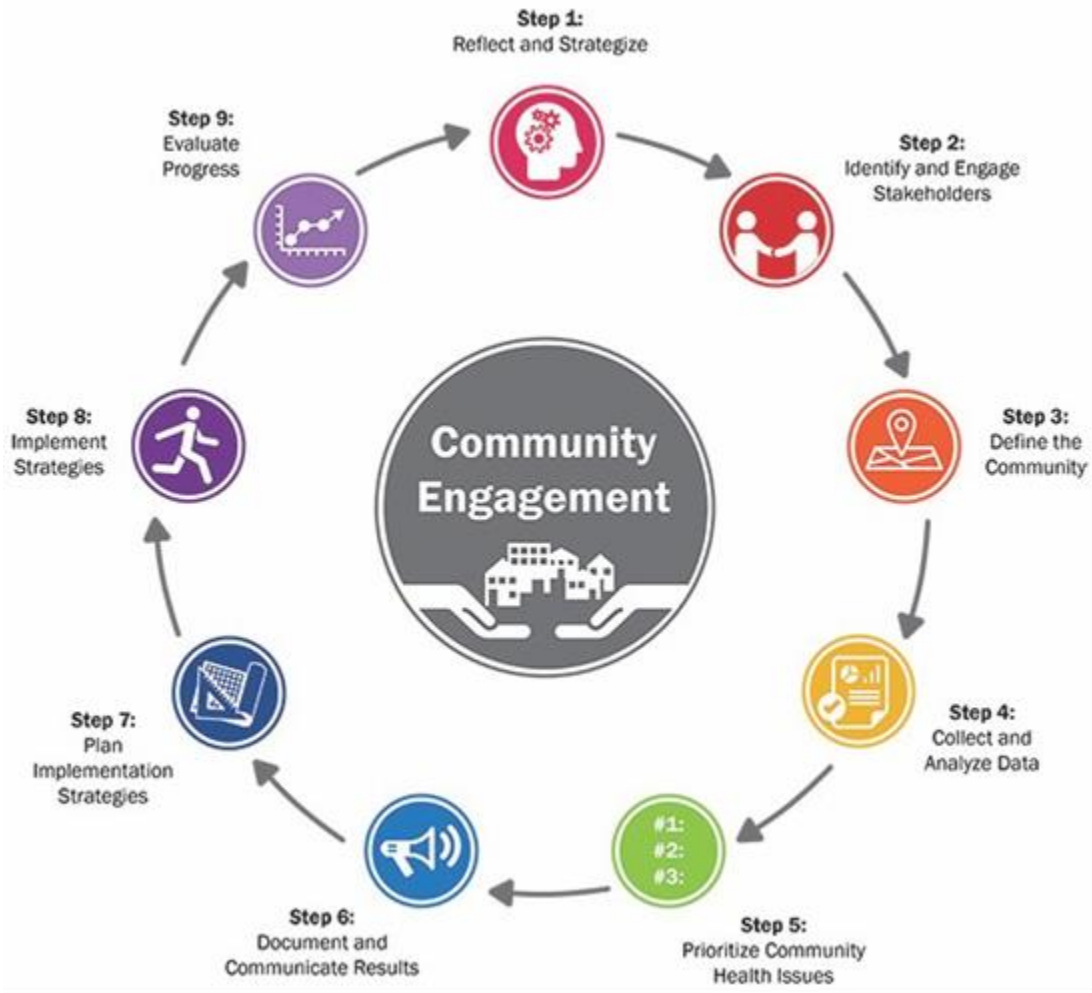 Step 1:
Reflect and Strategize
Step 2:
Identify and Engage
Stakeholders
Step 3:
Define the
Community
Step 4:
Collect and
Analyze Data
Step 5:
Prioritize Community
Health Issues
#1:
#2:
#3:
Step 6:
Document and
Communicate Results
Step 7:
Plan
Implementation
Strategies
Step 8:
Implement
Strategies
Step 9:
Evaluate
Progress
Community
Engagement